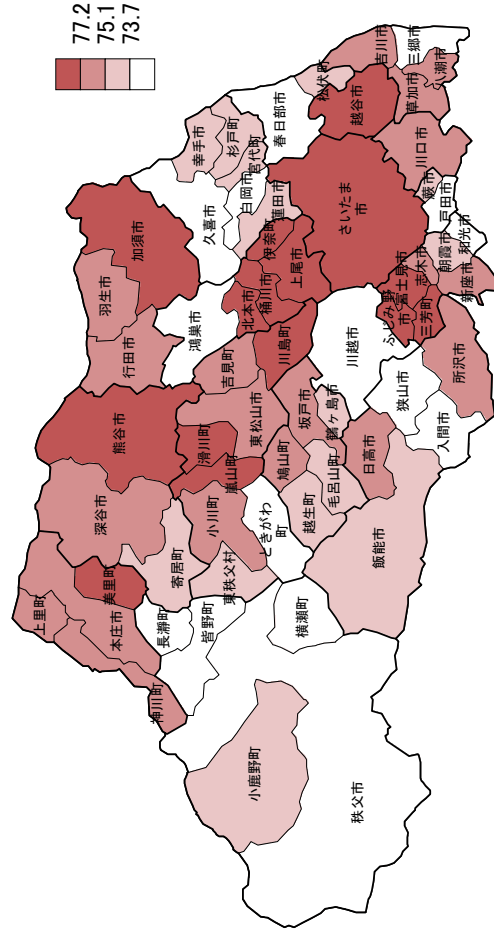 77.2
75.1
73.7
上里町
本庄市
神川町
美里町
深谷市
寄居町
長瀞町
皆野町
小鹿野町
秩父市
横瀬町
東秩父村
小川町
ときがわ
町
熊谷市
滑川町
嵐山町
東松山市
吉見町
行田市
羽生市
加須市
鴻巣市
久喜市
幸手市
杉戸町
宮代町
白岡市
蓮田市
春日部市
松伏町
越谷市
吉川市
三郷市
八潮市
草加市
川口市
蕨市
戸田市
さいたま
市
伊奈町
上尾市
桶川市
北本市
川島町
川越市
坂戸市
鶴ヶ島市
鳩山町
越生町
毛呂山町
日高市
飯能市
狭山市
入間市
所沢市
三芳町
ふじみ野
市
富士見市
志木市
朝霞市
和光市
新座市